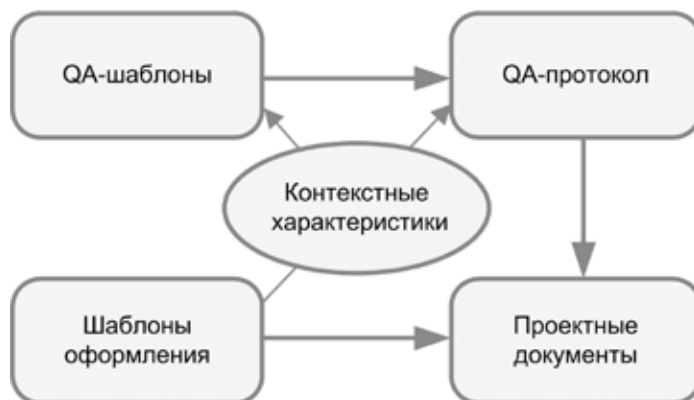 QA-шаблоны
QA-протокол
Контекстные
характеристики
Шаблоны
оформления
Проектные
документы